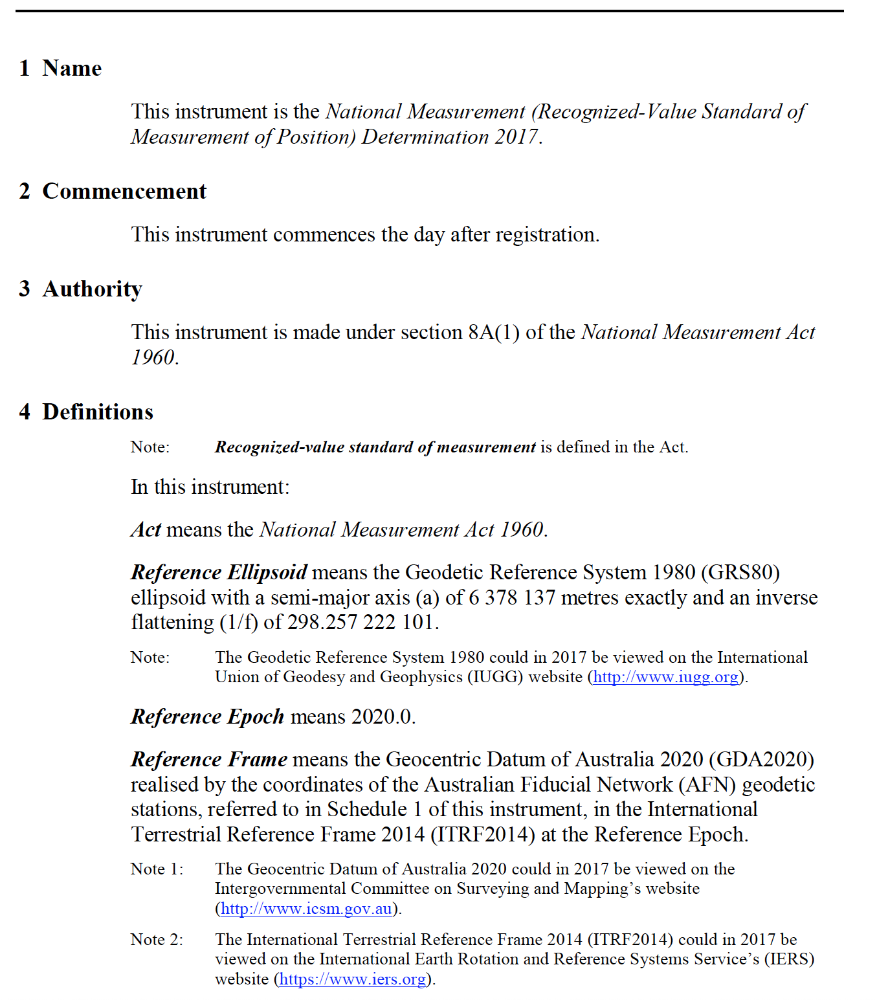 1 Name
This instrument is the National Measurement (Recognized-Value Standard of
Measurement of Position) Determination 2017.
2 Commencement
This instrument commences the day after registration.
3 Authority
This instrument is made under section 8A(1) of the National Measurement Act
1960.
4 Definitions
Note: Recognized-value standard of measurement is defined in the Act.
In this instrument:
Act means the National Measurement Act 1960.
Reference Ellipsoid means the Geodetic Reference System 1980 (GRS80)
ellipsoid with a semi-major axis (a) of 6 378 137 metres exactly and an inverse
flattening (1/f) of 298.257 222 101.
Note: The Geodetic Reference System 1980 could in 2017 be viewed on the International
Union of Geodesy and Geophysics (IUGG) website (http://www.iugg.org).
Reference Epoch means 2020.0.
Reference Frame means the Geocentric Datum of Australia 2020 (GDA2020)
realised by the coordinates of the Australian Fiducial Network (AFN) geodetic
stations, referred to in Schedule 1 of this instrument, in the International
Terrestrial Reference Frame 2014 (ITRF2014) at the Reference Epoch.
Note 1: The Geocentric Datum of Australia 2020 could in 2017 be viewed on the
Intergovernmental Committee on Surveying and Mapping’s website
(http://www.icsm.gov.au).
Note 2: The International Terrestrial Reference Frame 2014 (ITRF2014) could in 2017 be
viewed on the International Earth Rotation and Reference Systems Service’s (IERS)
website (https://www.iers.org).